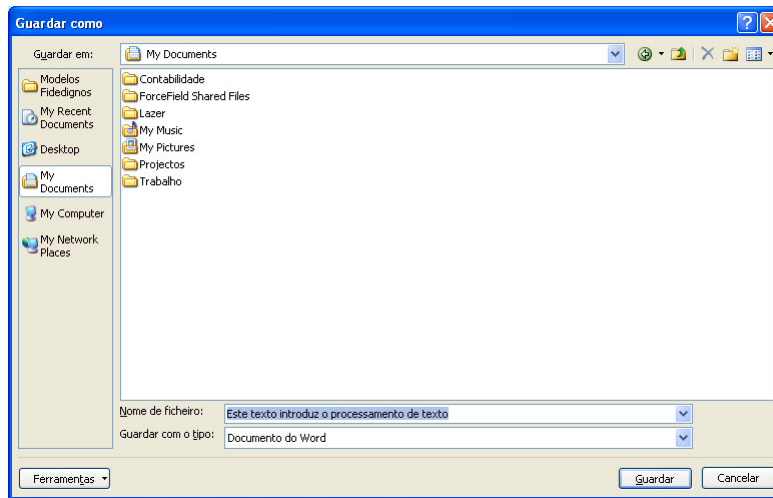 Guardar como
Guardar em:
My Documents
Modelos
Fidedignos
My Recent
Documents
Desktop
My
Documents
My Computer
My Network
Places
Contabilidade
ForceField Shared Files
Lazer
My Music
My Pictures
Projectos
Trabalho
Nome de ficheiro:
Este texto introduz o processamento de texto
Guardar com o tipo:
Documento do Word
Ferramentas
Guardar
Cancelar